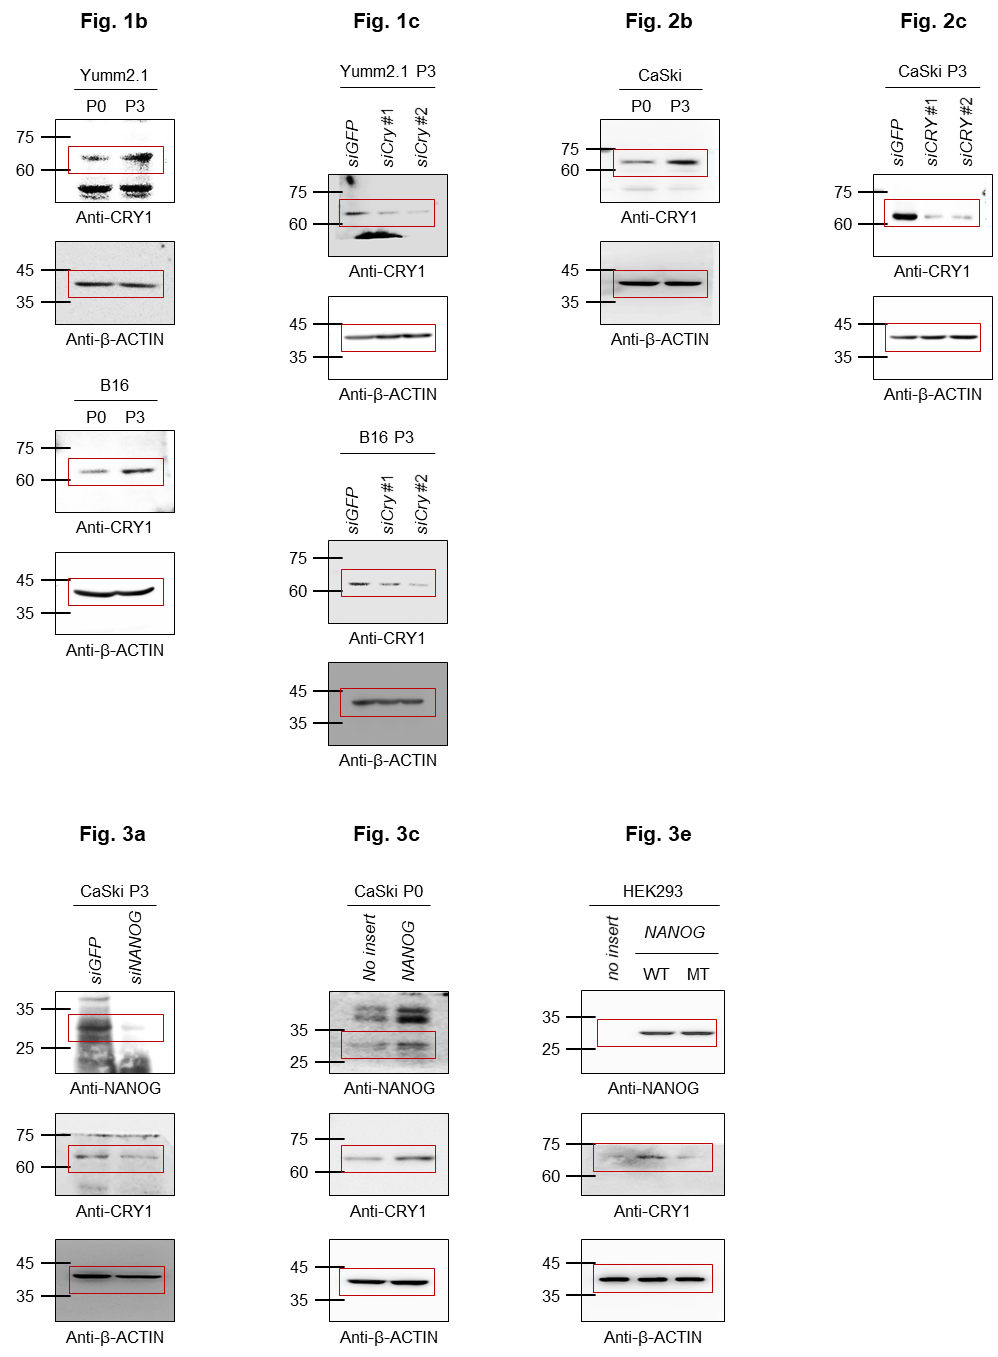 Fig. 1b
Yumm2.1
P0 P3
75
60
Anti-CRY1
45
35
Anti-β-ACTIN
B16
P0 P3
75
60
Anti-CRY1
45
35
Anti-β-ACTIN
Fig. 1c
Yumm2.1 P3
siGFP siCry#1 siCry#2
75
60
Anti-CRY1
45
35
Anti-β-ACTIN
B16 P3
siGFP siCry#1 siCry#2
75
60
Anti-CRY1
45
35
Anti-β-ACTIN
Fig. 2b
CaSki
P0 P3
75
60
Anti-CRY1
45
35
Anti-β-ACTIN
Fig. 2c
CaSki P3
siGFP siCRY#1 siCRY#2
75
60
Anti-CRY1
45
35
Anti-β-ACTIN
Fig. 3a
CaSki P3
siGFP siNANOG
35
25
Anti-NANOG
75
60
Anti-CRY1
45
35
Anti-β-ACTIN
Fig. 3c
CaSki P0
No insert NANOG
35
25
Anti-NANOG
75
60
Anti-CRY1
45
35
Anti-β-ACTIN
Fig. 3e
HEK293
no insert NANOG
WT MT
35
25
Anti-NANOG
75
60
Anti-CRY1
45
35
Anti-β-ACTIN